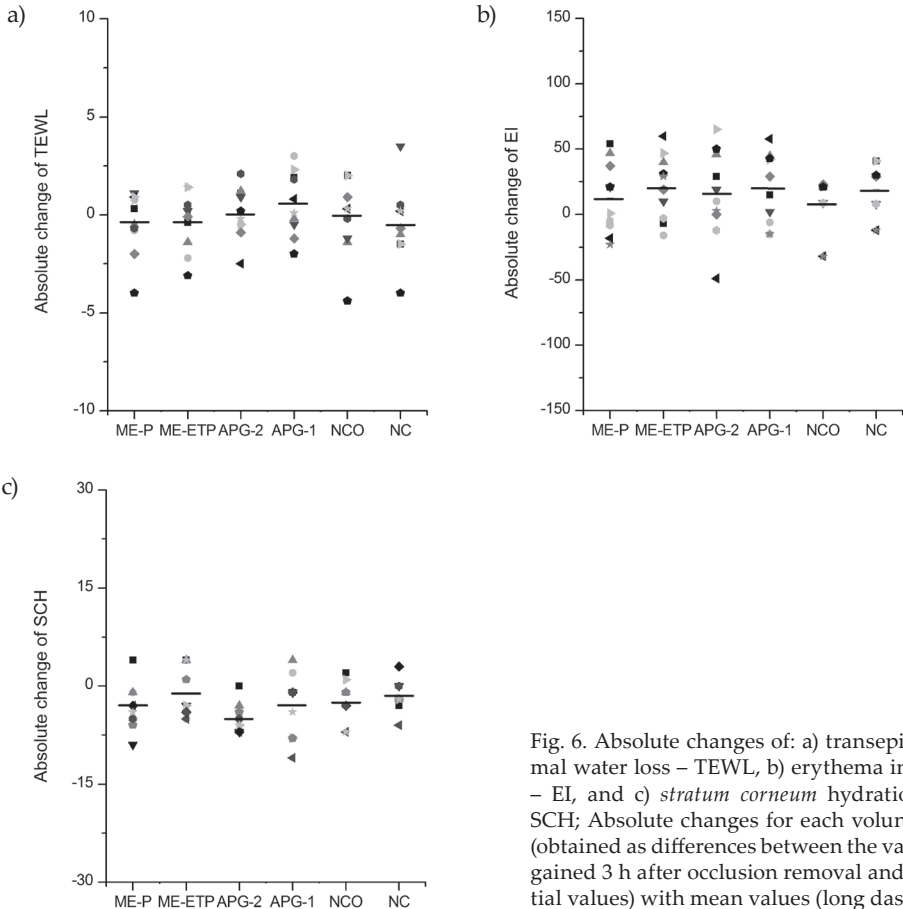 a)
Absolute change of TEWL
10
5
0
-5
-10
ME-P ME-ETP APG-2 APG-1 NCO NC
b)
Absolute change of EI
150
100
50
0
-50
-100
-150
ME-P ME-ETP APG-2 APG-1 NCO NC
c)
Absolute change of SCH
30
15
0
-15
-30
ME-P ME-ETP APG-2 APG-1 NCO NC
Fig. 6. Absolute changes of: a) transepi
mal water loss – TEWL, b) erythema in
– EI, and c) stratum corneum hydratio
SCH; Absolute changes for each volun
(obtained as differences between the va
gained 3 h after occlusion removal and
tial values) with mean values (long das